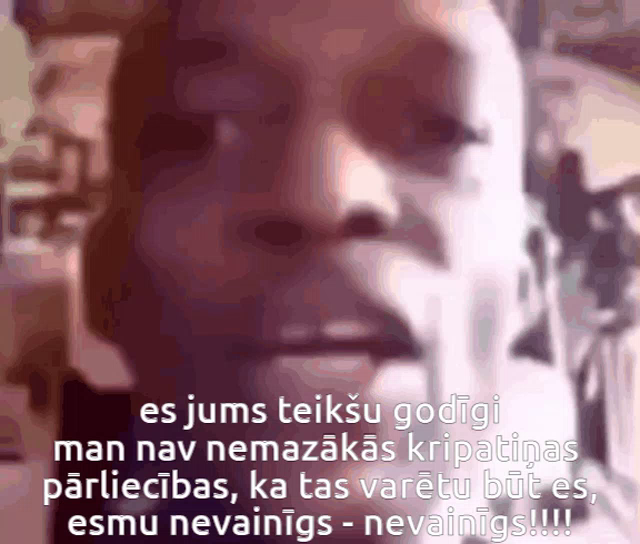 es jums teikšu godīgi
man nav nemazākās kripatiņas
pārliecības, ka tas varētu būt es,
esmu nevainīgs - nevainīgs!!!!